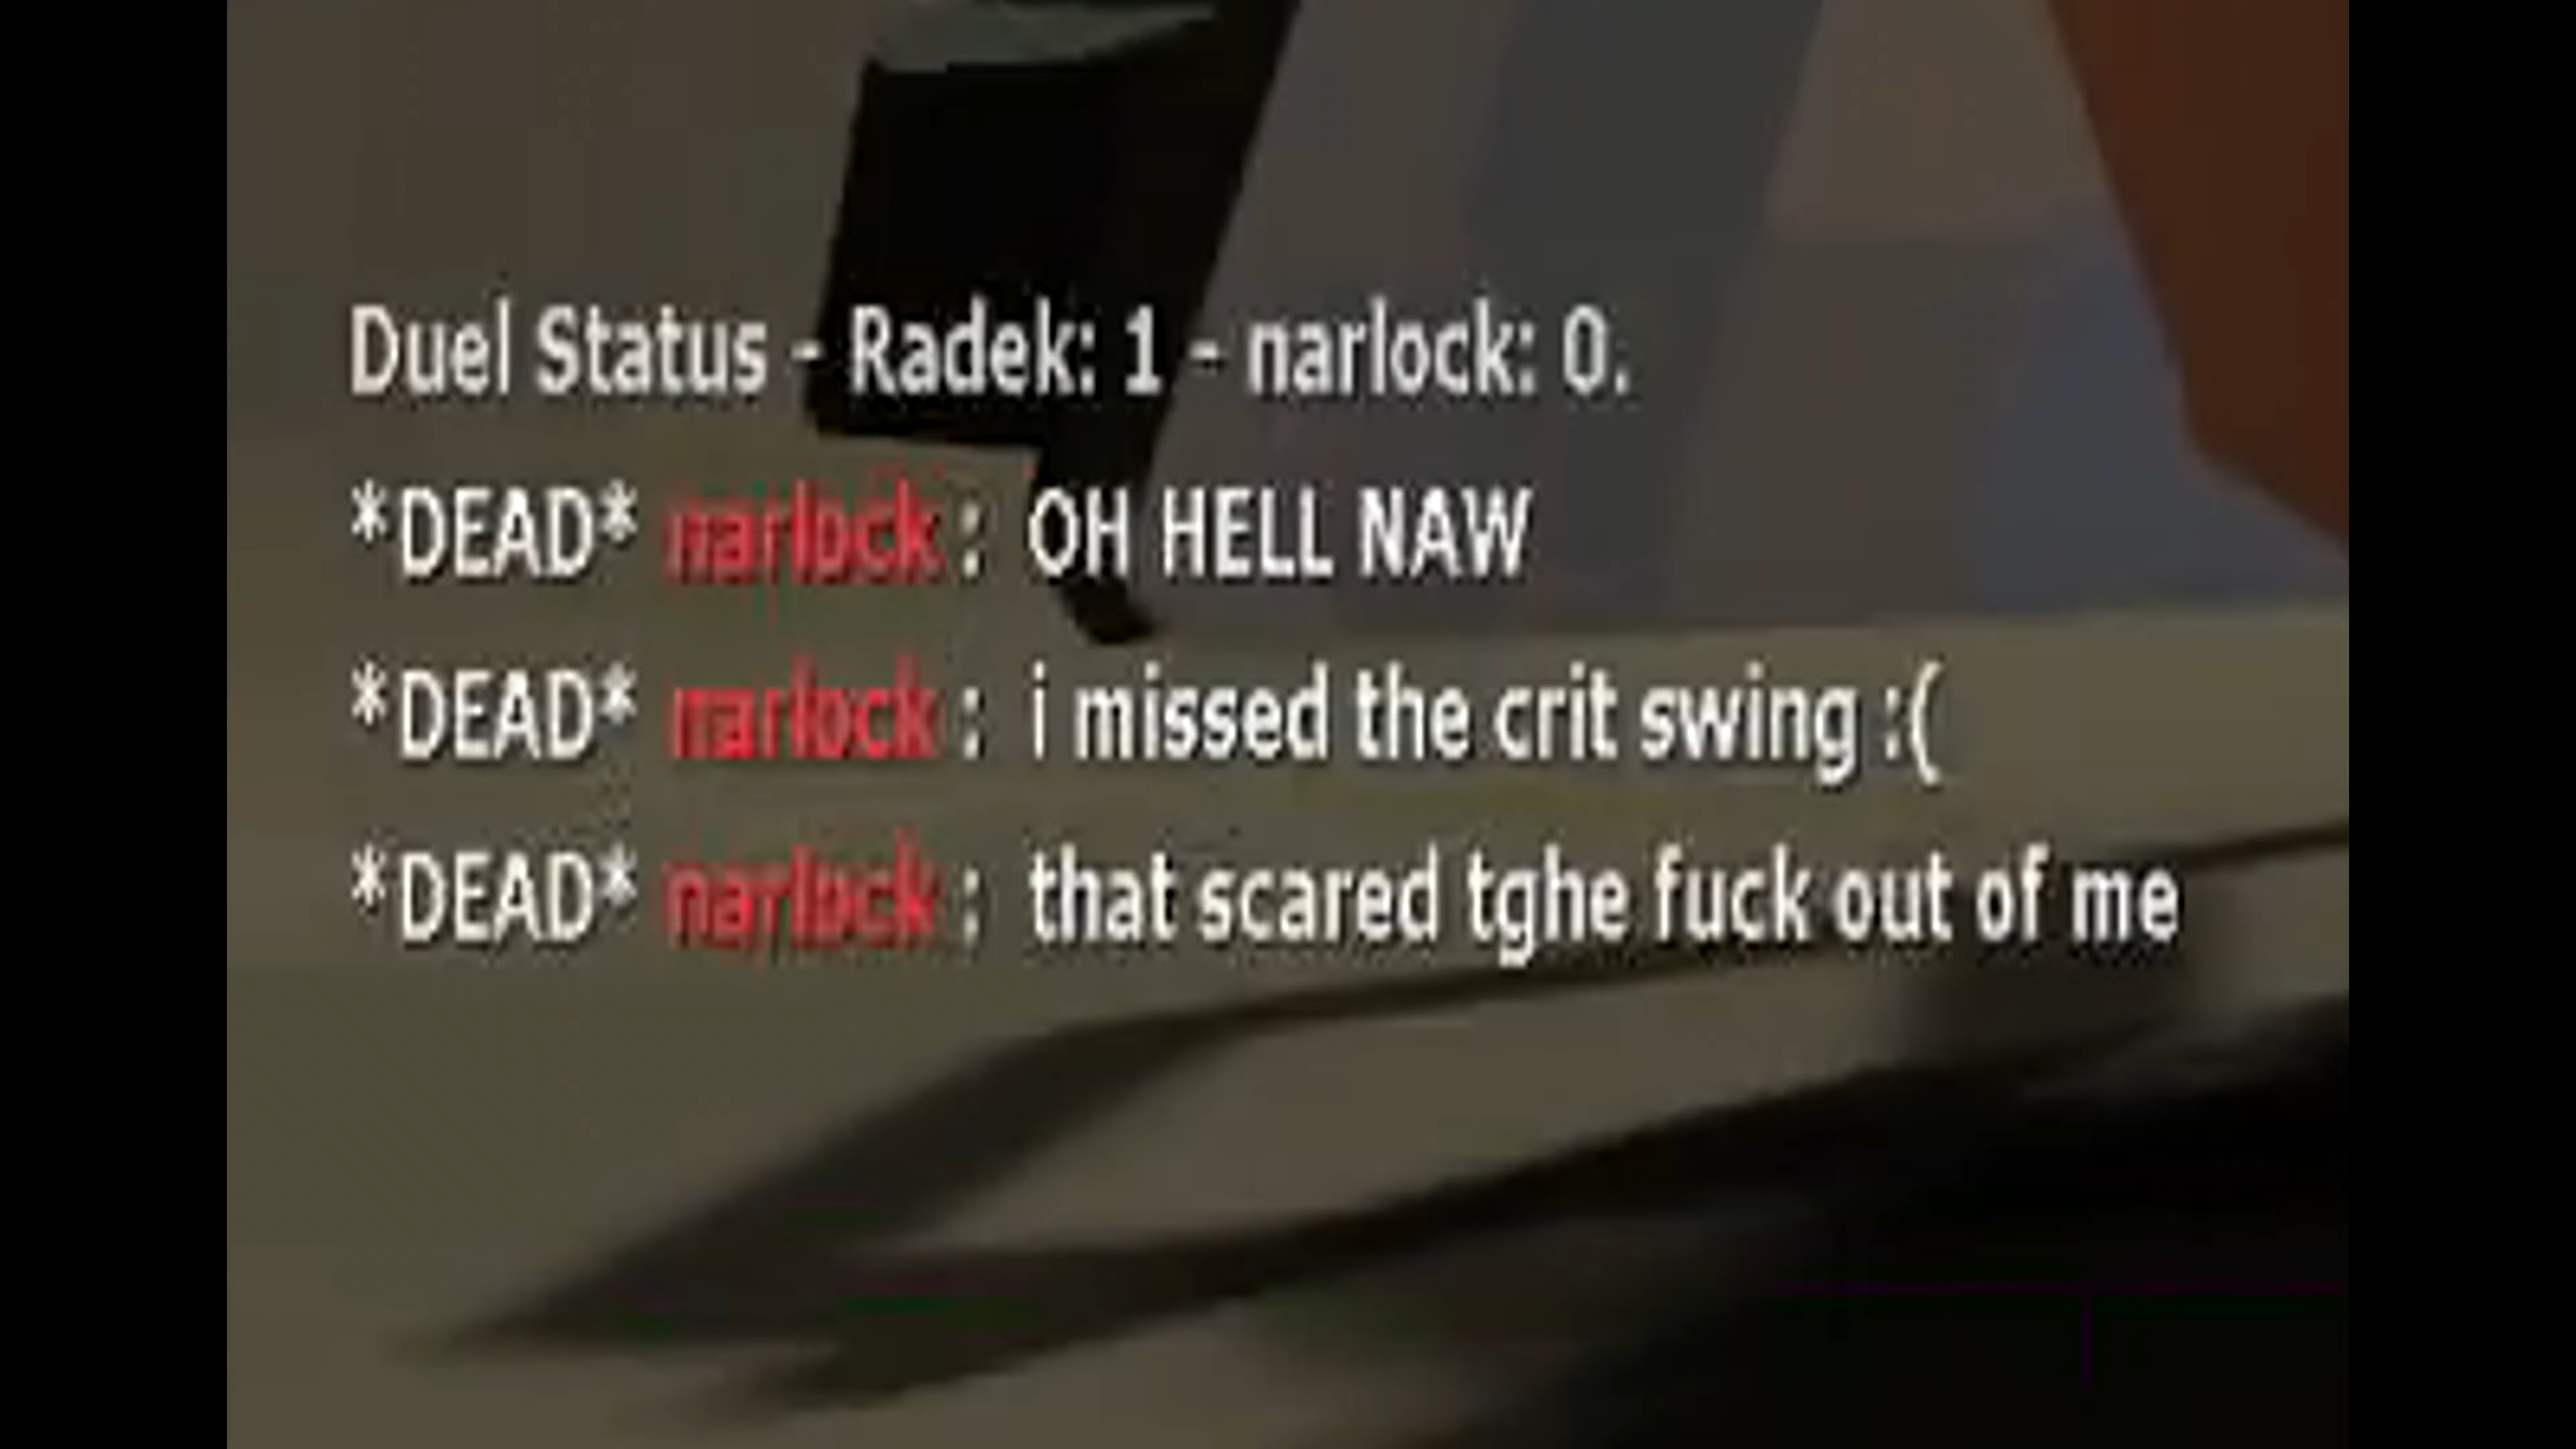 Duel Status - Radek: 1 - narlock: 0.
*DEAD* narlock :  OH HELL NAW
*DEAD* narlock :  i missed the crit swing :(
*DEAD* narlock :  that scared tghe fuck out of me